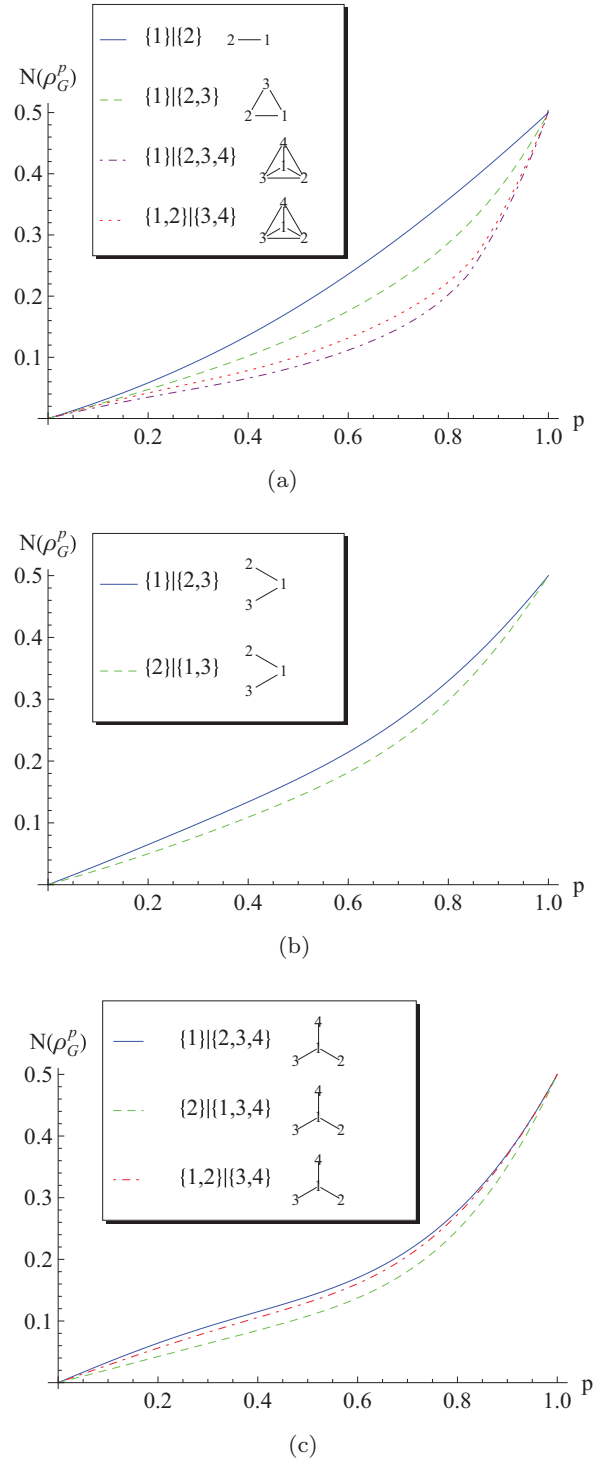 {1}|{2} 2 1
{1}|{2,3} 3 2 1
{1}|{2,3,4} 4 3 1 2
{1,2}|{3,4} 4 3 1 2
N(ρ_G^p)
0.5
0.4
0.3
0.2
0.1
0.2 0.4 0.6 0.8 1.0 p
(a)
N(ρ_G^p)
{1}|{2,3} 2 1 3
{2}|{1,3} 2 1 3
0.5
0.4
0.3
0.2
0.1
0.2 0.4 0.6 0.8 1.0 p
(b)
N(ρ_G^p)
{1}|{2,3,4} 4 3 1 2
{2}|{1,3,4} 4 3 1 2
{1,2}|{3,4} 4 3 1 2
0.5
0.4
0.3
0.2
0.1
0.2 0.4 0.6 0.8 1.0 p
(c)